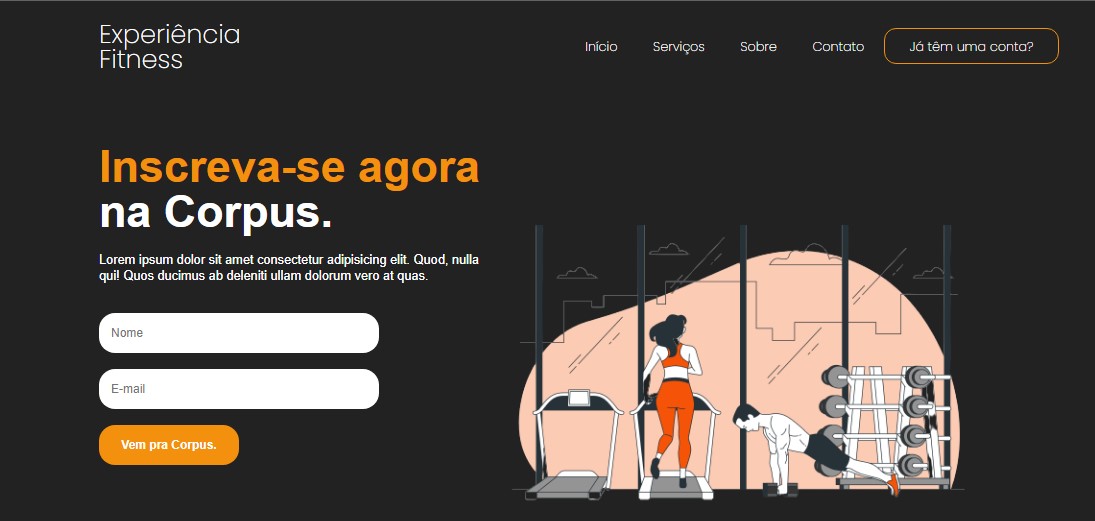 Experiência
Fitness
Início Serviços Sobre Contato Já têm uma conta?
Inscreva-se agora
na Corpus.
Lorem ipsum dolor sit amet consectetur adipisicing elit. Quod, nulla
qui! Quos ducimus ab deleniti ullam dolorum vero at quas.
Nome
E-mail
Vem pra Corpus.